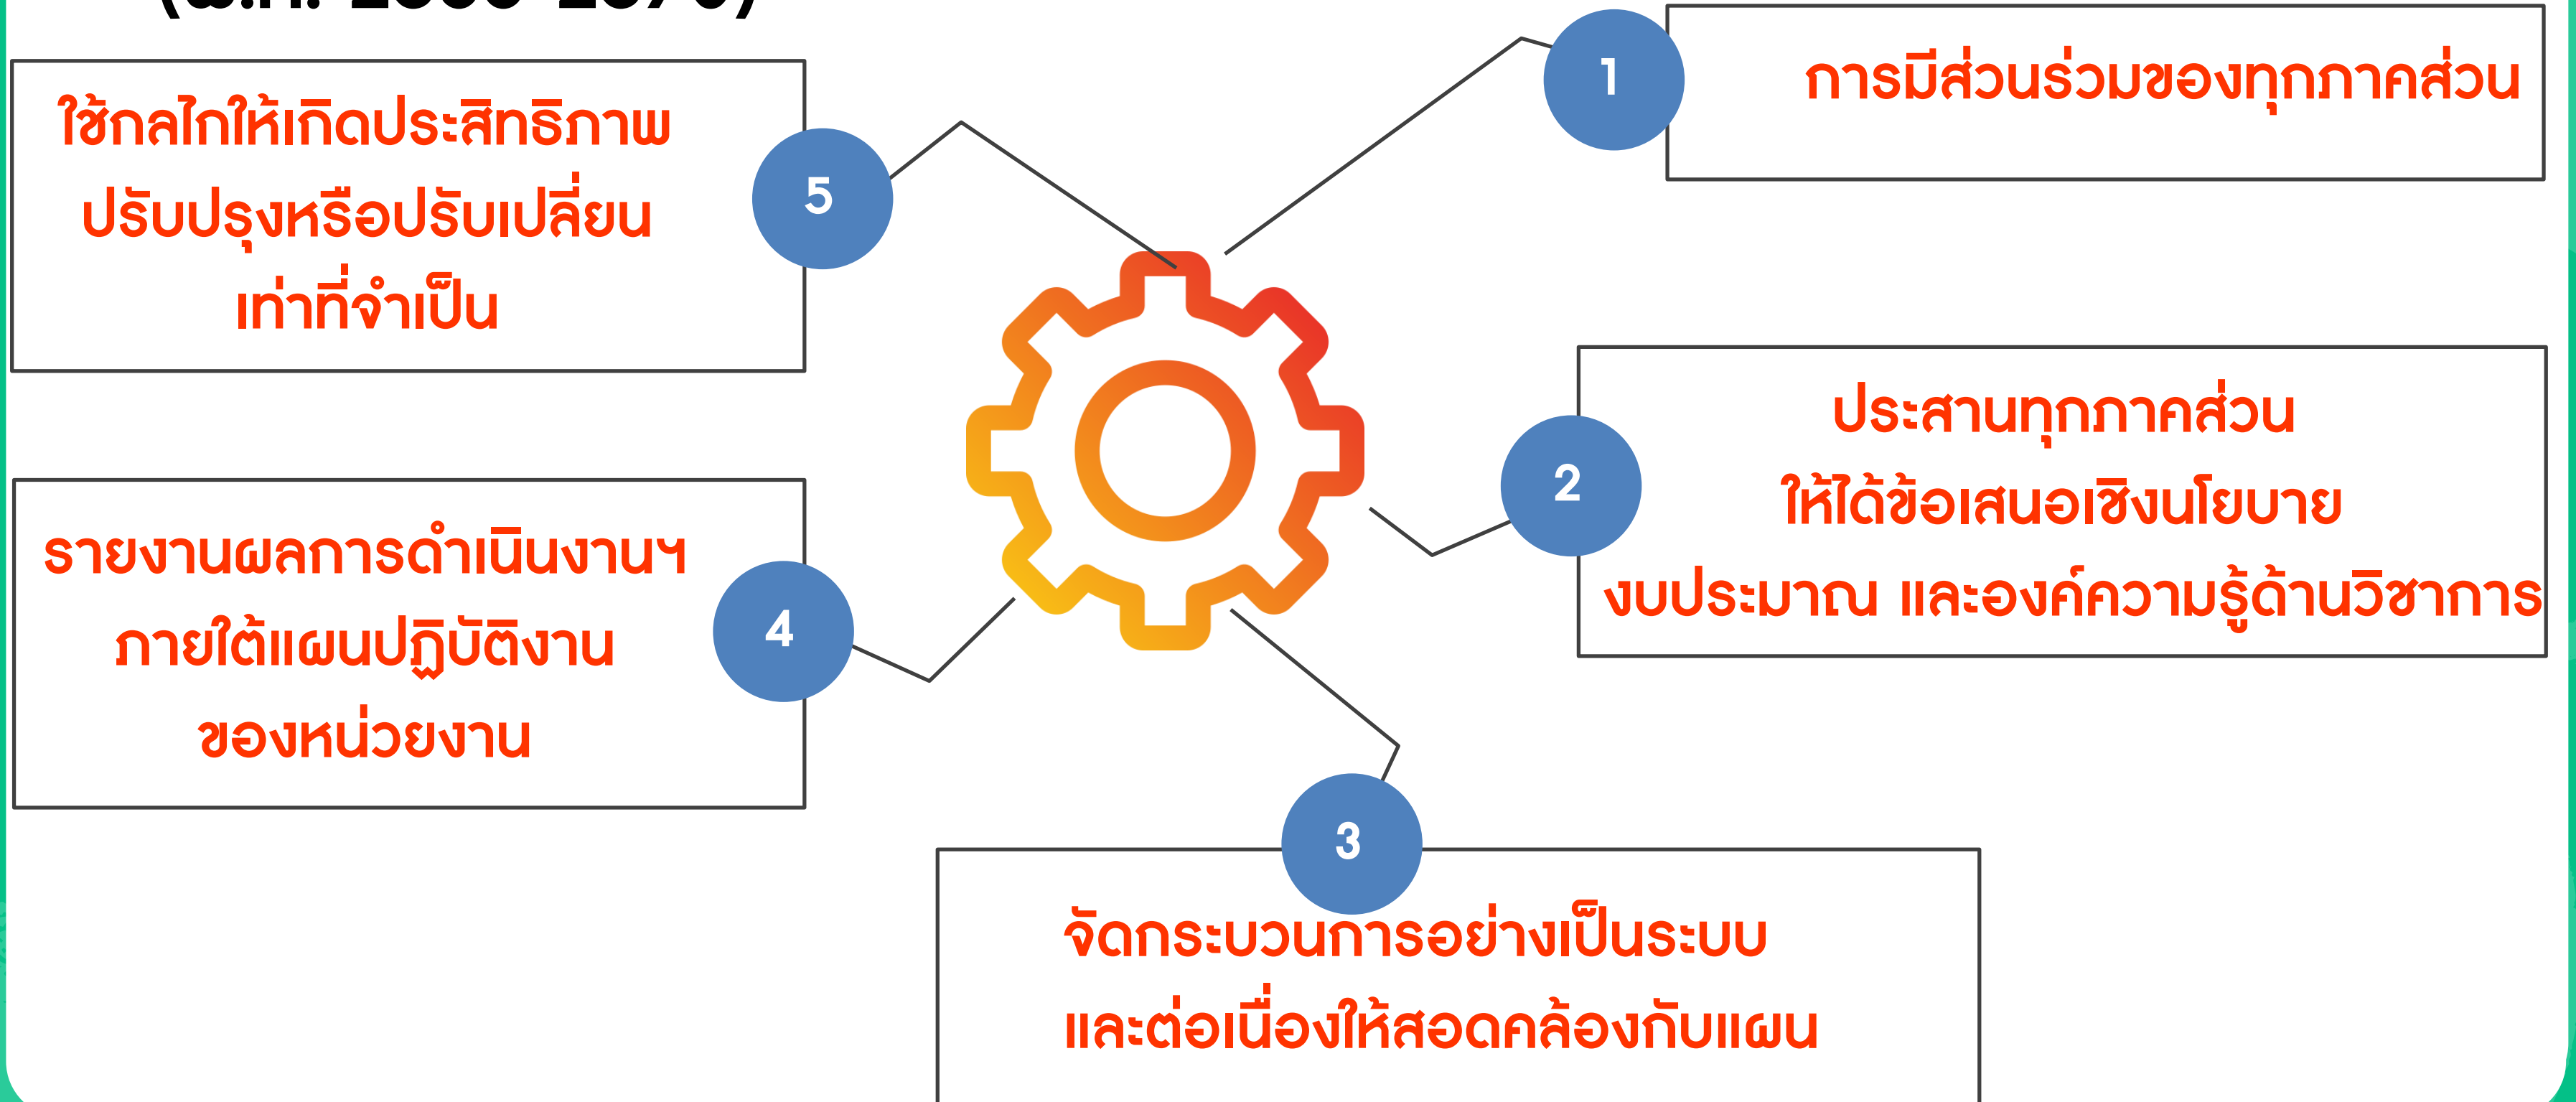 1
การมีส่วนร่วมของทุกภาคส่วน
2
ประสานทุกภาคส่วน
ให้ได้ข้อเสนอเชิงนโยบาย
งบประมาณ และองค์ความรู้ด้านวิชาการ
3
จัดกระบวนการอย่างเป็นระบบ
และต่อเนื่องให้สอดคล้องกับแผน
4
รายงานผลการดำเนินงานฯ
ภายใต้แผนปฏิบัติงาน
ของหน่วยงาน
5
ใช้กลไกให้เกิดประสิทธิภาพ
ปรับปรุงหรือปรับเปลี่ยน
เท่าที่จำเป็น